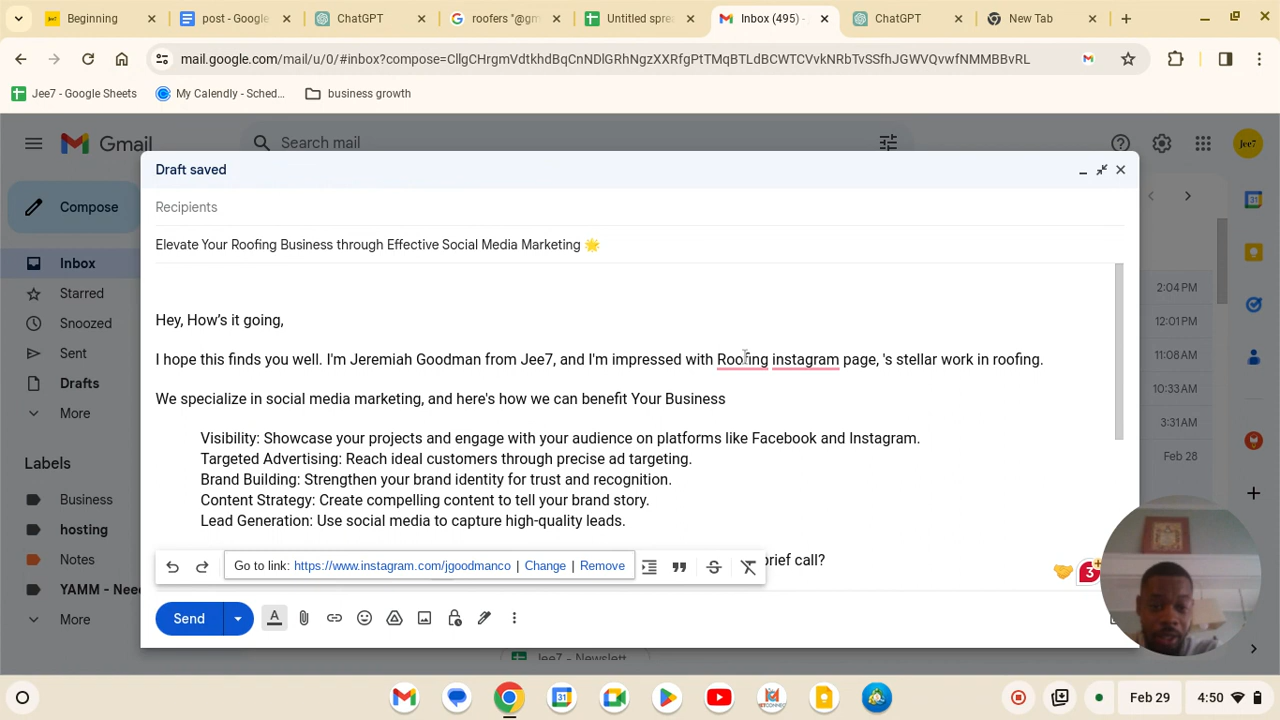 Beginning
post - Google
ChatGPT
roofers "@gm
Untitled sprea
Inbox (495) -
ChatGPT
New Tab
mail.google.com/mail/u/0/#inbox?compose=CllgCHrgmVdtkhdBqCnNDlGRhNgzXXRfgPtTMqBTLdBCWTCVvkNRbTvSSfhJGWVQvwfNMMBBvRL
Jee7 - Google Sheets
My Calendly - Sched...
business growth
Gmail
Search mail
Jee7
Compose
Inbox
Starred
Snoozed
Sent
Drafts
More
Labels
Business
hosting
Notes
YAMM - Nee
More
Draft saved
Recipients
Elevate Your Roofing Business through Effective Social Media Marketing 🌟
Hey, How’s it going,
I hope this finds you well. I'm Jeremiah Goodman from Jee7, and I'm impressed with Roofing instagram page, 's stellar work in roofing.
We specialize in social media marketing, and here's how we can benefit Your Business
Visibility: Showcase your projects and engage with your audience on platforms like Facebook and Instagram.
Targeted Advertising: Reach ideal customers through precise ad targeting.
Brand Building: Strengthen your brand identity for trust and recognition.
Content Strategy: Create compelling content to tell your brand story.
Lead Generation: Use social media to capture high-quality leads.
brief call?
Go to link: https://www.instagram.com/jgoodmanco | Change | Remove
3
Send
2:04 PM
12:01 PM
11:08 AM
10:33 AM
3:31 AM
Feb 28
Jee7 - Newslett
Feb 29
4:50